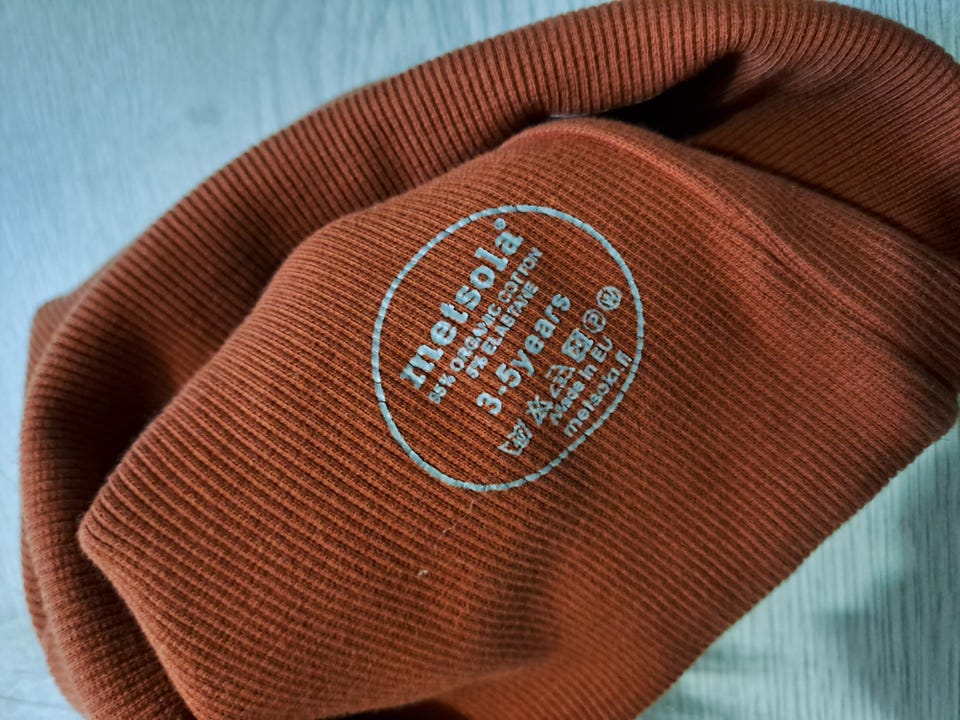 metsola®
95% ORGANIC COTTON
5% ELASTANE
3-5years
Made in EU
metsola.fi